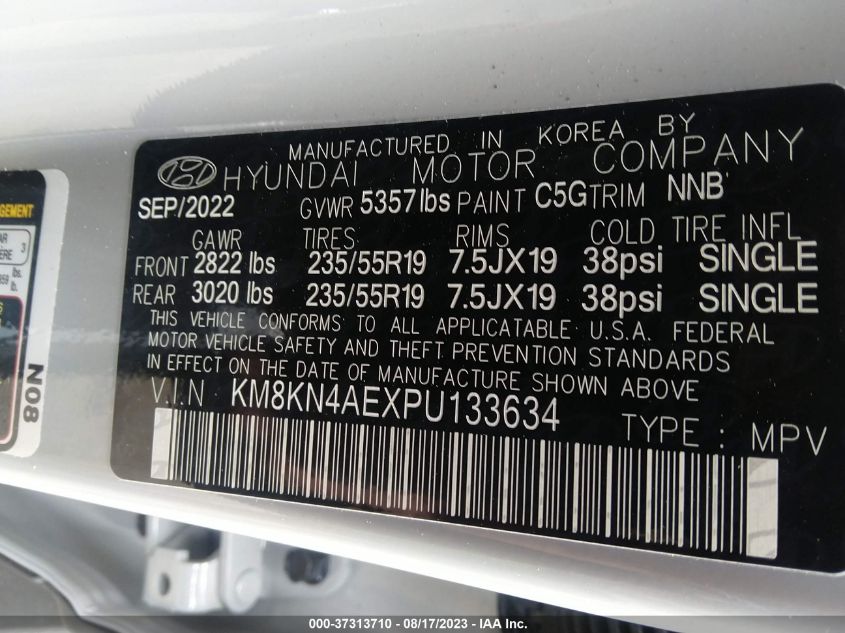 MANUFACTURED IN KOREA BY
HYUNDAI MOTOR COMPANY
SEP/2022 GVWR 5357lbs PAINT C5G TRIM NNB
GAWR TIRES RIMS COLD TIRE INFL
FRONT 2822 lbs 235/55R19 7.5JX19 38psi SINGLE
REAR 3020 lbs 235/55R19 7.5JX19 38psi SINGLE
THIS VEHICLE CONFORMS TO ALL APPLICATABLE U.S.A. FEDERAL
MOTOR VEHICLE SAFETY AND THEFT PREVENTION STANDARDS
IN EFFECT ON THE DATE OF MANUFACTURE SHOWN ABOVE
V.I.N KM8KN4AEXPU133634
TYPE : MPV
N08
000-37313710 - 08/17/2023 - IAA Inc.